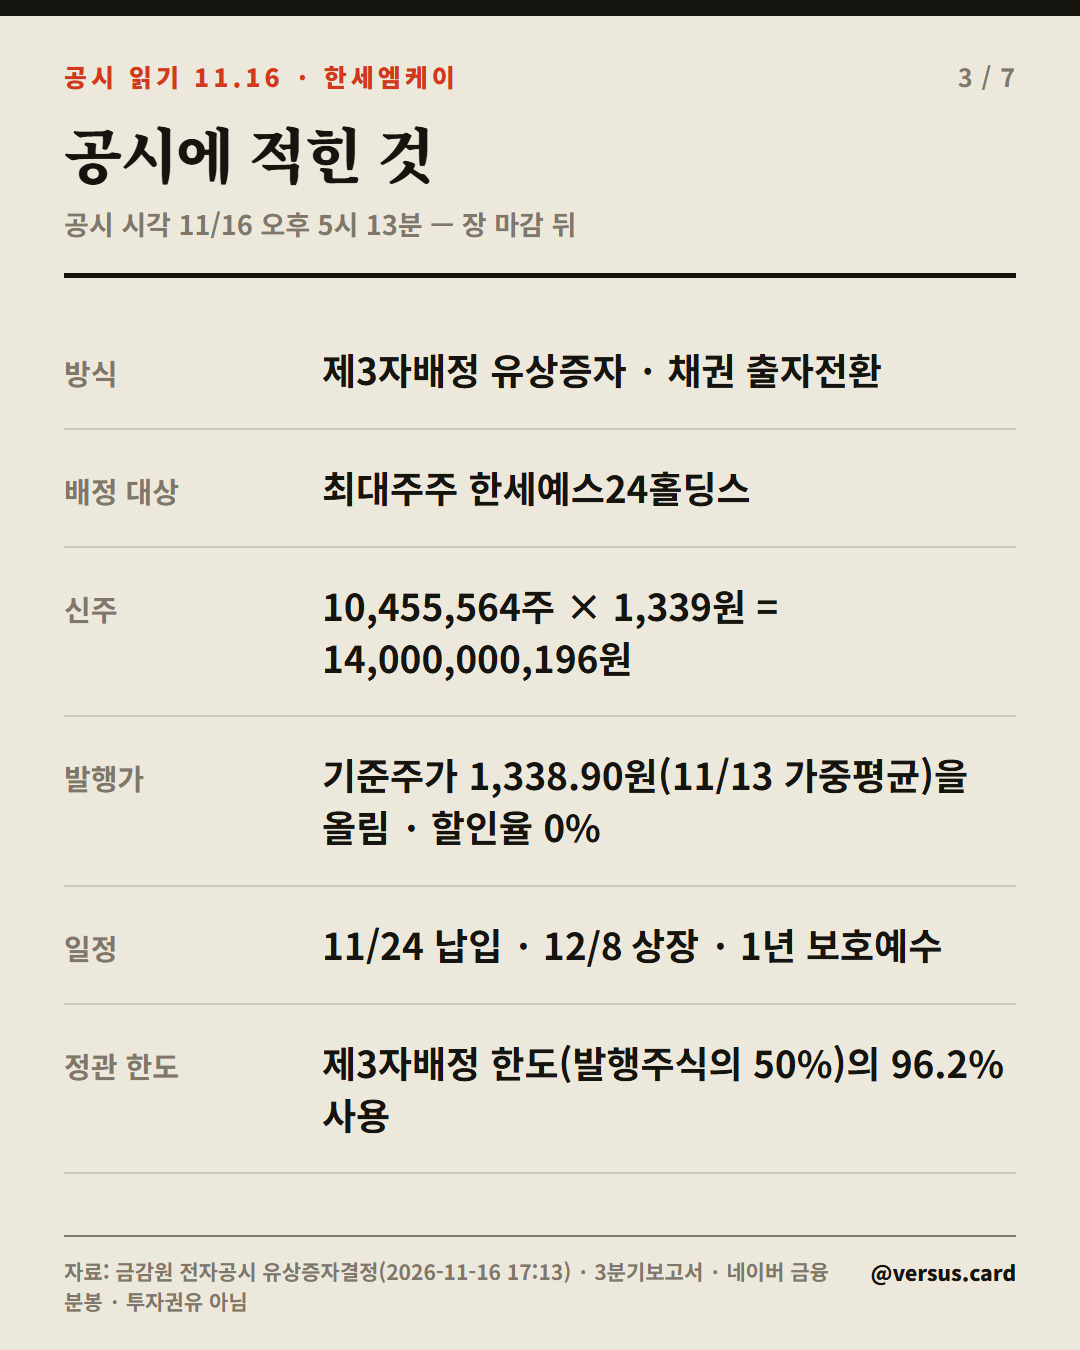 공시 읽기 11.16 · 한세엠케이
3 / 7
공시에 적힌 것
공시 시각 11/16 오후 5시 13분 — 장 마감 뒤
방식
제3자배정 유상증자 · 채권 출자전환
배정 대상
최대주주 한세예스24홀딩스
신주
10,455,564주 × 1,339원 =
14,000,000,196원
발행가
기준주가 1,338.90원(11/13 가중평균)을
올림 · 할인율 0%
일정
11/24 납입 · 12/8 상장 · 1년 보호예수
정관 한도
제3자배정 한도(발행주식의 50%)의 96.2%
사용
자료: 금감원 전자공시 유상증자결정(2026-11-16 17:13) · 3분기보고서 · 네이버 금융
분봉 · 투자권유 아님
@versus.card